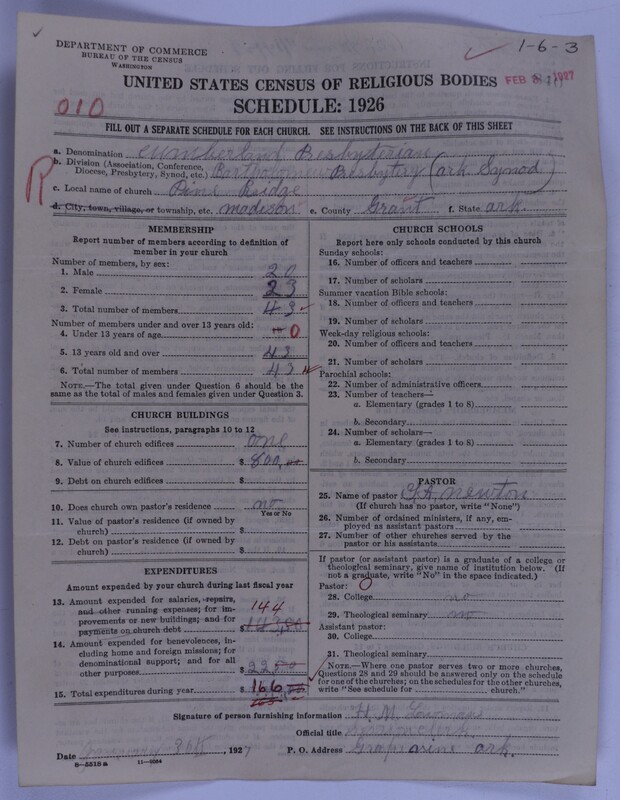 1-6-3
DEPARTMENT OF COMMERCE
BUREAU OF THE CENSUS
WASHINGTON
UNITED STATES CENSUS OF RELIGIOUS BODIES
FEB 1927
SCHEDULE: 1926
010
FILL OUT A SEPARATE SCHEDULE FOR EACH CHURCH. SEE INSTRUCTIONS ON THE BACK OF THIS SHEET
R
a. Denomination Cumberland Presbyterian
b. Division (Association, Conference, Diocese, Presbytery, Synod, etc.) Presbytery (Ark Synod)
c. Local name of church Pine Ridge
d. City, town, village, or township, etc. Madison e. County Grant f. State Ark.
MEMBERSHIP
Report number of members according to definition of
member in your church
Number of members, by sex:
1. Male 20
2. Female 23
3. Total number of members 43
Number of members under and over 13 years old:
4. Under 13 years of age 0
5. 13 years old and over 43
6. Total number of members 43
NOTE.—The total given under Question 6 should be the
same as the total of males and females given under Question 3.
CHURCH BUILDINGS
See instructions, paragraphs 10 to 12
7. Number of church edifices one
8. Value of church edifices $ 800.00
9. Debt on church edifices $
10. Does church own pastor's residence no
Yes or No
11. Value of pastor's residence (if owned by
church) $
12. Debt on pastor's residence (if owned by
church) $
EXPENDITURES
Amount expended by your church during last fiscal year
13. Amount expended for salaries, repairs,
and other running expenses; for im-
provements or new buildings; and for
payments on church debt $ 144
14. Amount expended for benevolences, in-
cluding home and foreign missions; for
denominational support; and for all
other purposes $ 22.00
15. Total expenditures during year $ 166
CHURCH SCHOOLS
Report here only schools conducted by this church
Sunday schools:
16. Number of officers and teachers
17. Number of scholars
Summer vacation Bible schools:
18. Number of officers and teachers
19. Number of scholars
Week-day religious schools:
20. Number of officers and teachers
21. Number of scholars
Parochial schools:
22. Number of administrative officers
23. Number of teachers—
a. Elementary (grades 1 to 8)
b. Secondary
24. Number of scholars—
a. Elementary (grades 1 to 8)
b. Secondary
PASTOR
25. Name of pastor Newton
(If church has no pastor, write "None")
26. Number of ordained ministers, if any, em-
ployed as assistant pastors
27. Number of other churches served by the
pastor or his assistants
If pastor (or assistant pastor) is a graduate of a college or
theological seminary, give name of institution below. (If
not a graduate, write "No" in the space indicated.)
Pastor: 0
28. College no
29. Theological seminary no
Assistant pastor:
30. College
31. Theological seminary
NOTE.—Where one pastor serves two or more churches,
Questions 28 and 29 should be answered only on the schedule
for one of the churches; on the schedules for the other churches,
write "See schedule for church."
Signature of person furnishing information H. M.
Official title
Date January 1927 P. O. Address Grapevine Ark.
8—5518 a 11—9064